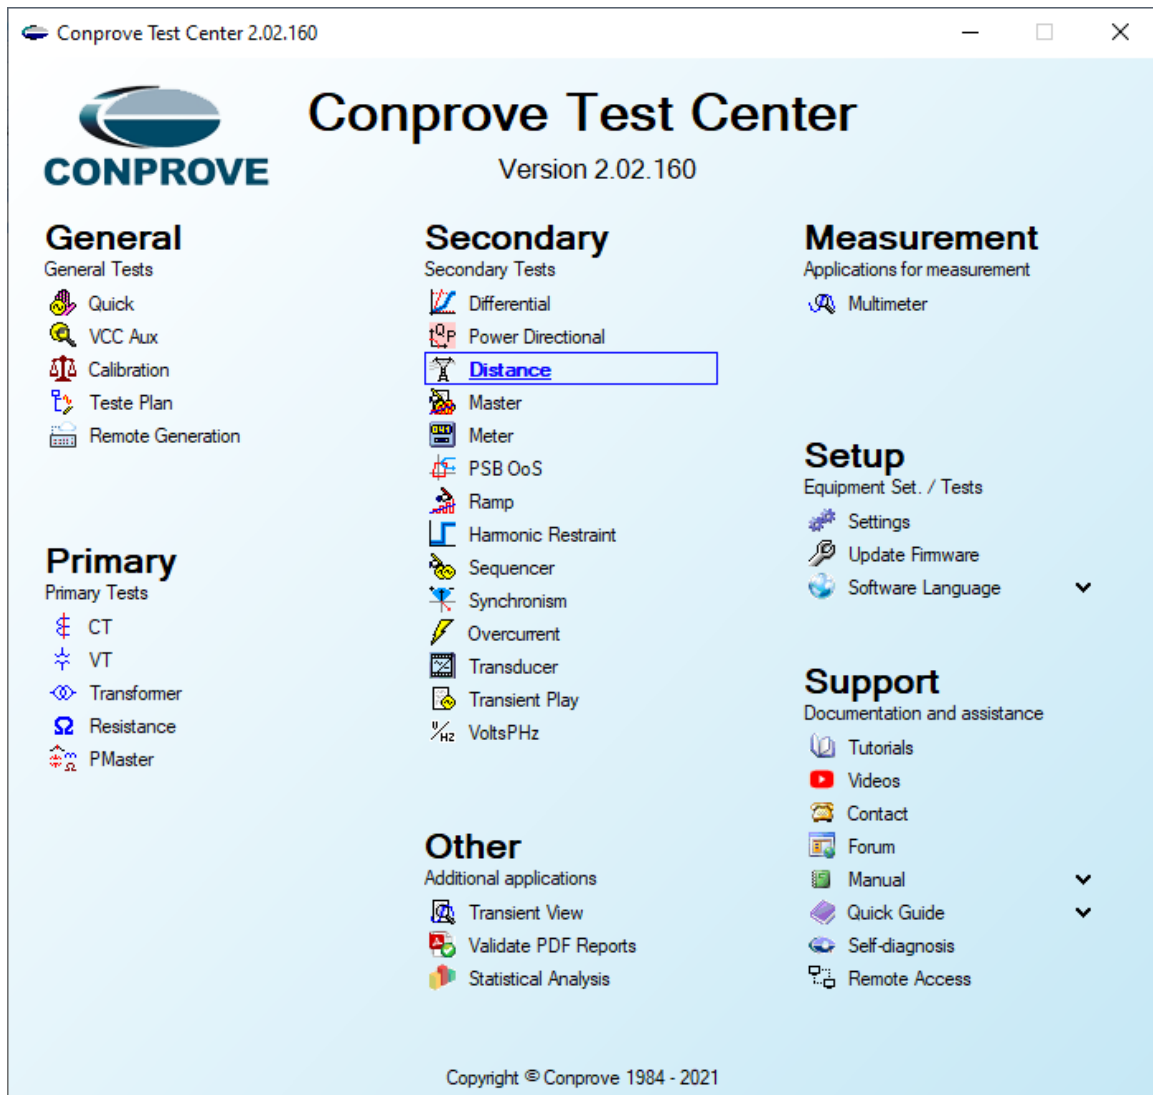 Conprove Test Center 2.02.160
CONPROVE
Conprove Test Center
Version 2.02.160
General
General Tests
Quick
VCC Aux
Calibration
Teste Plan
Remote Generation
Primary
Primary Tests
CT
VT
Transformer
Resistance
PMaster
Secondary
Secondary Tests
Differential
Power Directional
Distance
Master
Meter
PSB OoS
Ramp
Harmonic Restraint
Sequencer
Synchronism
Overcurrent
Transducer
Transient Play
VoltsPHz
Other
Additional applications
Transient View
Validate PDF Reports
Statistical Analysis
Measurement
Applications for measurement
Multimeter
Setup
Equipment Set. / Tests
Settings
Update Firmware
Software Language
Support
Documentation and assistance
Tutorials
Videos
Contact
Forum
Manual
Quick Guide
Self-diagnosis
Remote Access
Copyright © Conprove 1984 - 2021